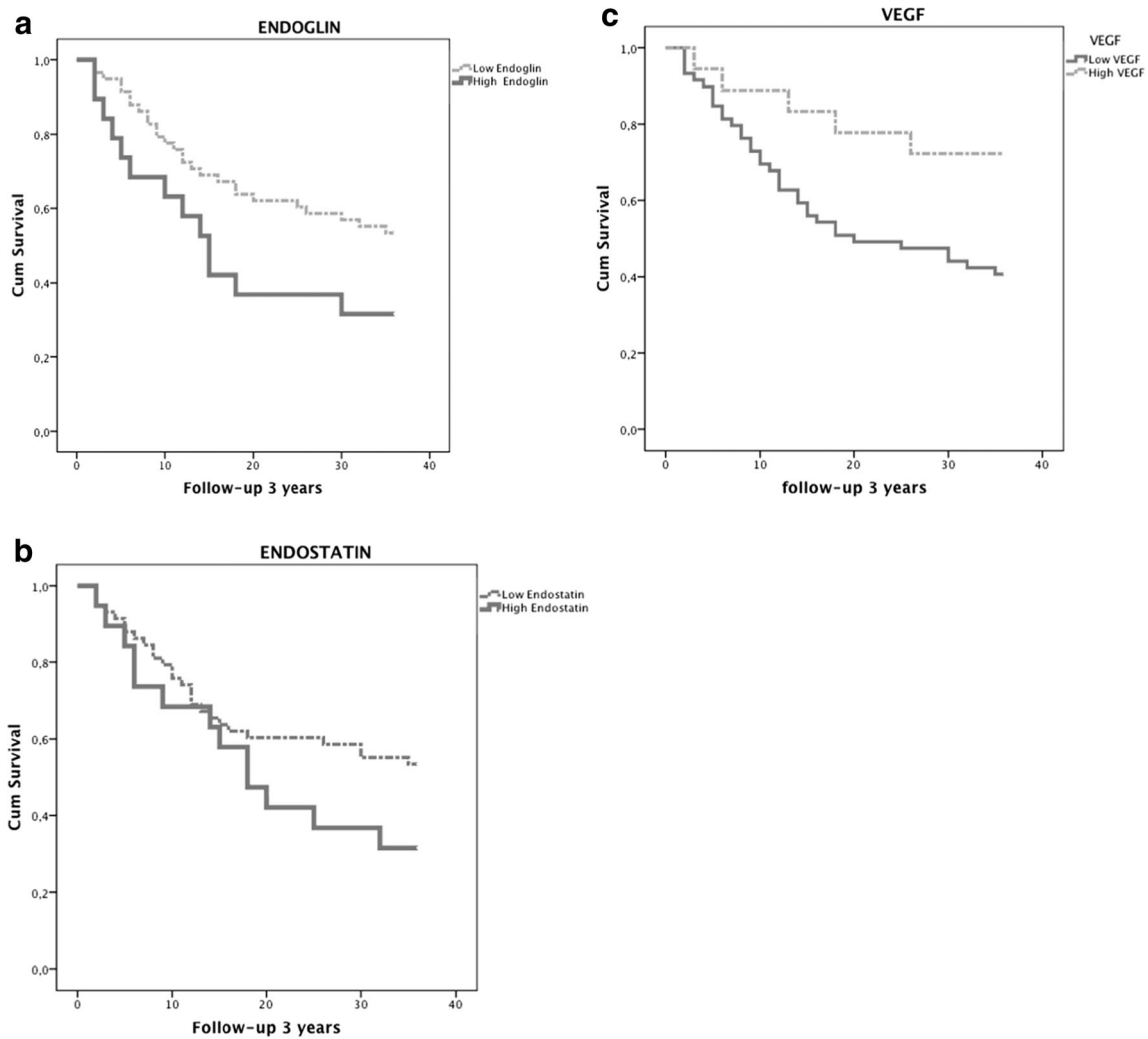 a
ENDOGLIN
1,0
0,8
0,6
0,4
0,2
0,0
Cum Survival
0
10
20
30
40
Follow-up 3 years
Low Endoglin
High Endoglin
b
ENDOSTATIN
1,0
0,8
0,6
0,4
0,2
0,0
Cum Survival
0
10
20
30
40
Follow-up 3 years
Low Endostatin
High Endostatin
c
VEGF
1,0
0,8
0,6
0,4
0,2
0,0
Cum Survival
0
10
20
30
40
follow-up 3 years
VEGF
Low VEGF
High VEGF